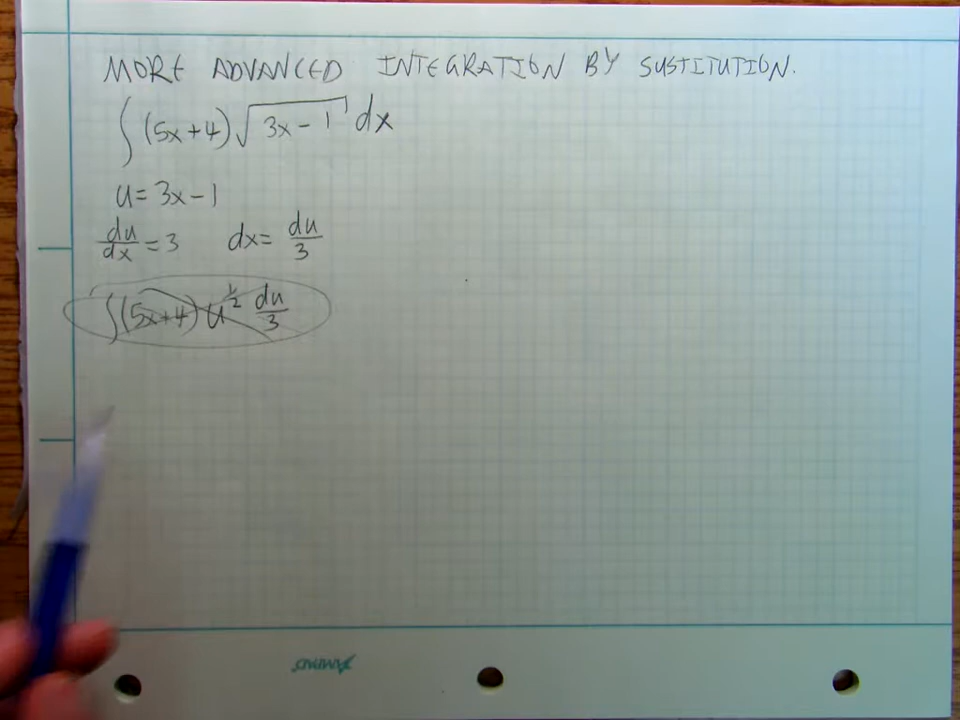 MORE ADVANCED INTEGRATION BY SUSTITUTION.
∫ (5x+4)√(3x-1) dx
u = 3x-1
du/dx = 3 dx = du/3
∫(5x+4) u^1/2 du/3
AMPAD